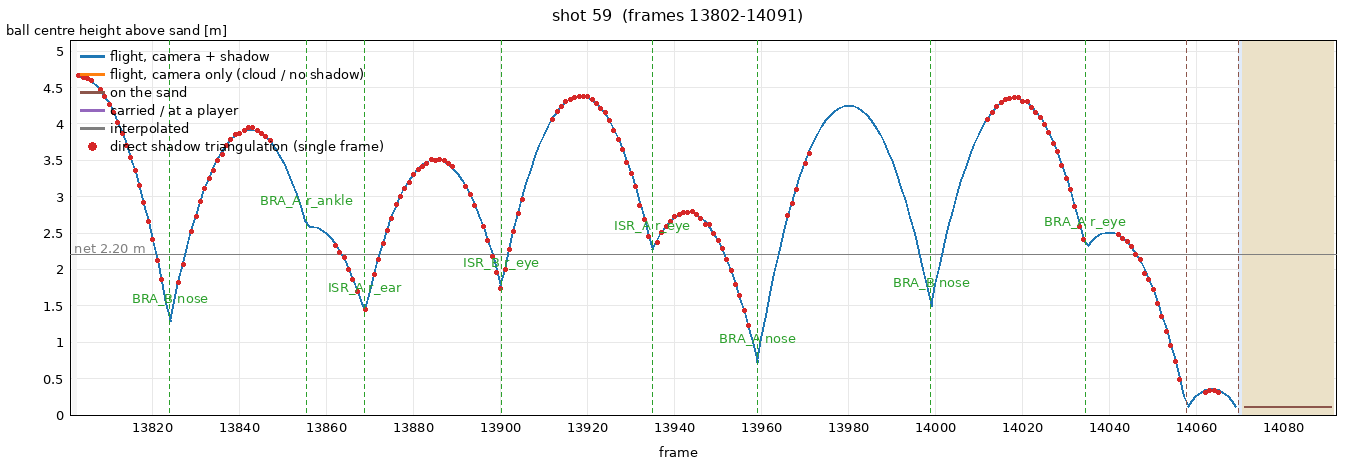 shot 59  (frames 13802-14091)
ball centre height above sand [m]
flight, camera + shadow
flight, camera only (cloud / no shadow)
on the sand
carried / at a player
interpolated
direct shadow triangulation (single frame)
5
4.5
4
3.5
3
2.5
2
1.5
1
0.5
0
net 2.20 m
BRA_B nose
BRA_A r_ankle
ISR_A
_ear
ISR_B
_eye
ISR_A r_eye
BRA_A nose
BRA_B nose
BRA_A r_eye
13820 13840 13860 13880 13900 13920 13940 13960 13980 14000 14020 14040 14060 14080
frame